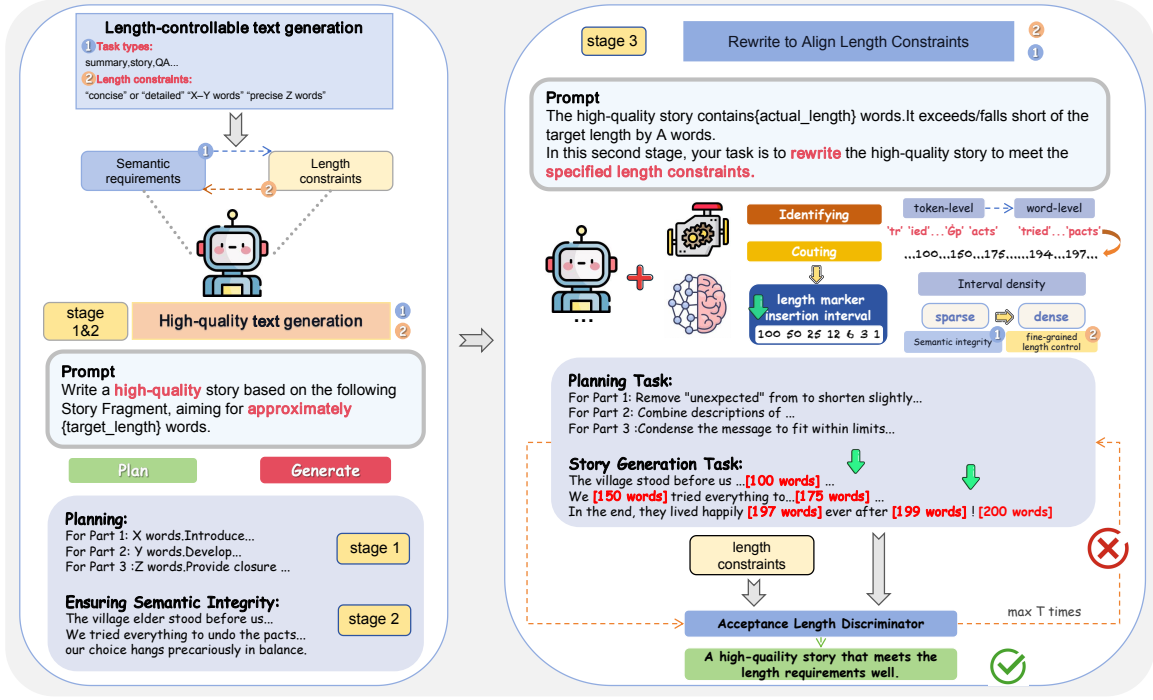 Length-controllable text generation
1 Task types:
summary,story,QA...
2 Length constraints:
"concise" or "detailed" "X–Y words" "precise Z words"
Semantic requirements
1
Length constraints
2
stage 1&2
High-quality text generation
1
2
Prompt
Write a high-quality story based on the following
Story Fragment, aiming for approximately
{target_length} words.
Plan
Generate
Planning:
For Part 1: X words.Introduce...
For Part 2: Y words.Develop...
For Part 3 :Z words.Provide closure ...
stage 1
Ensuring Semantic Integrity:
The village elder stood before us...
We tried everything to undo the pacts...
our choice hangs precariously in balance.
stage 2
stage 3
Rewrite to Align Length Constraints
2
1
Prompt
The high-quality story contains{actual_length} words.It exceeds/falls short of the
target length by A words.
In this second stage, your task is to rewrite the high-quality story to meet the
specified length constraints.
...
Identifying
Couting
length marker
insertion interval
100 50 25 12 6 3 1
token-level
word-level
'tr' 'ied'...'Ġp' 'acts'
'tried'...'pacts'
...100...150...175......194...197...
Interval density
sparse
dense
Semantic integrity
1
fine-grained
length control
2
Planning Task:
For Part 1: Remove "unexpected" from to shorten slightly...
For Part 2: Combine descriptions of ...
For Part 3 :Condense the message to fit within limits...
Story Generation Task:
The village stood before us ...[100 words] ...
We [150 words] tried everything to...[175 words] ...
In the end, they lived happily [197 words] ever after [199 words] ! [200 words]
length
constraints
Acceptance Length Discriminator
max T times
A high-quaility story that meets the
length requirements well.